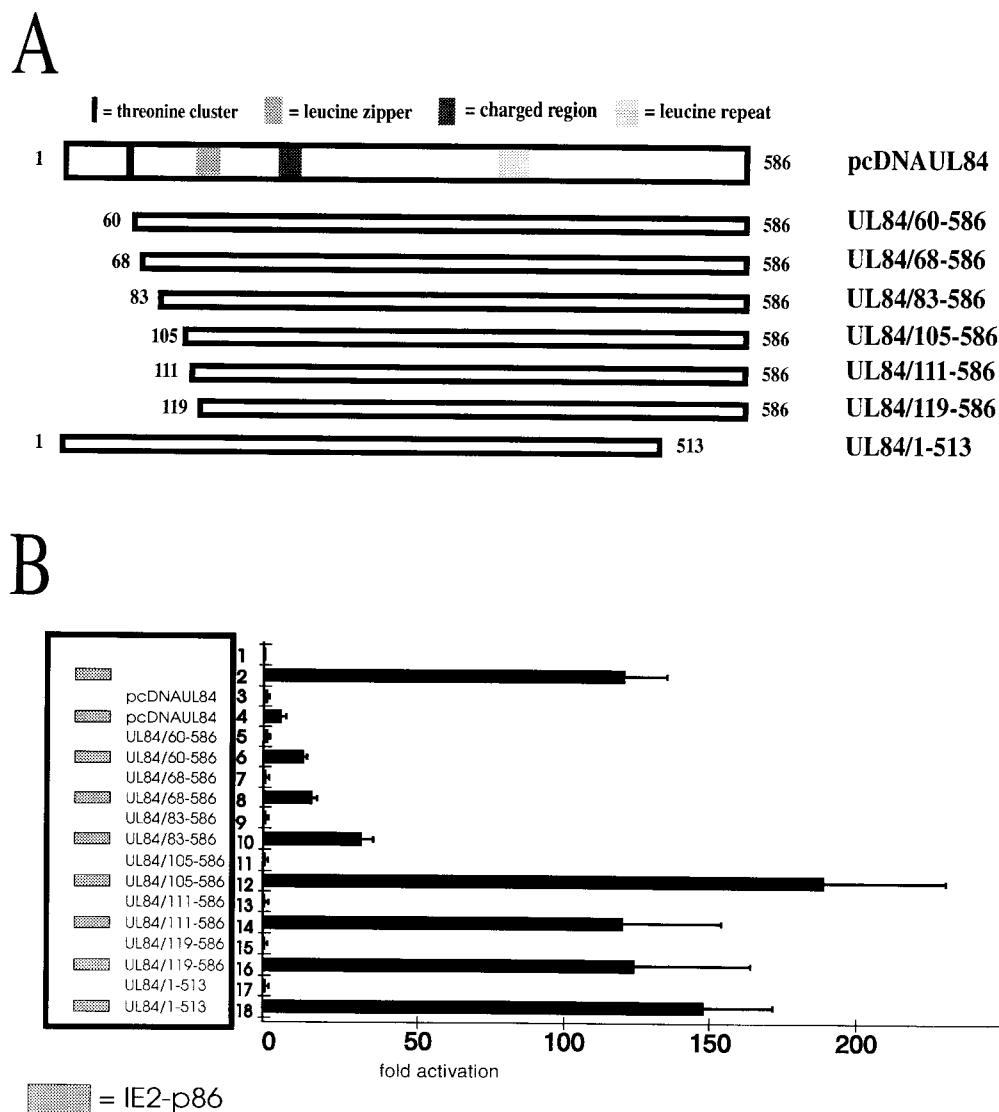 A
= threonine cluster = leucine zipper = charged region = leucine repeat
1 586 pcDNAUL84
60 586 UL84/60-586
68 586 UL84/68-586
83 586 UL84/83-586
105 586 UL84/105-586
111 586 UL84/111-586
119 586 UL84/119-586
1 513 UL84/1-513
B
1
2
pcDNAUL84 3
pcDNAUL84 4
UL84/60-586 5
UL84/60-586 6
UL84/68-586 7
UL84/68-586 8
UL84/83-586 9
UL84/83-586 10
UL84/105-586 11
UL84/105-586 12
UL84/111-586 13
UL84/111-586 14
UL84/119-586 15
UL84/119-586 16
UL84/1-513 17
UL84/1-513 18
0 50 100 150 200
fold activation
= IE2-p86